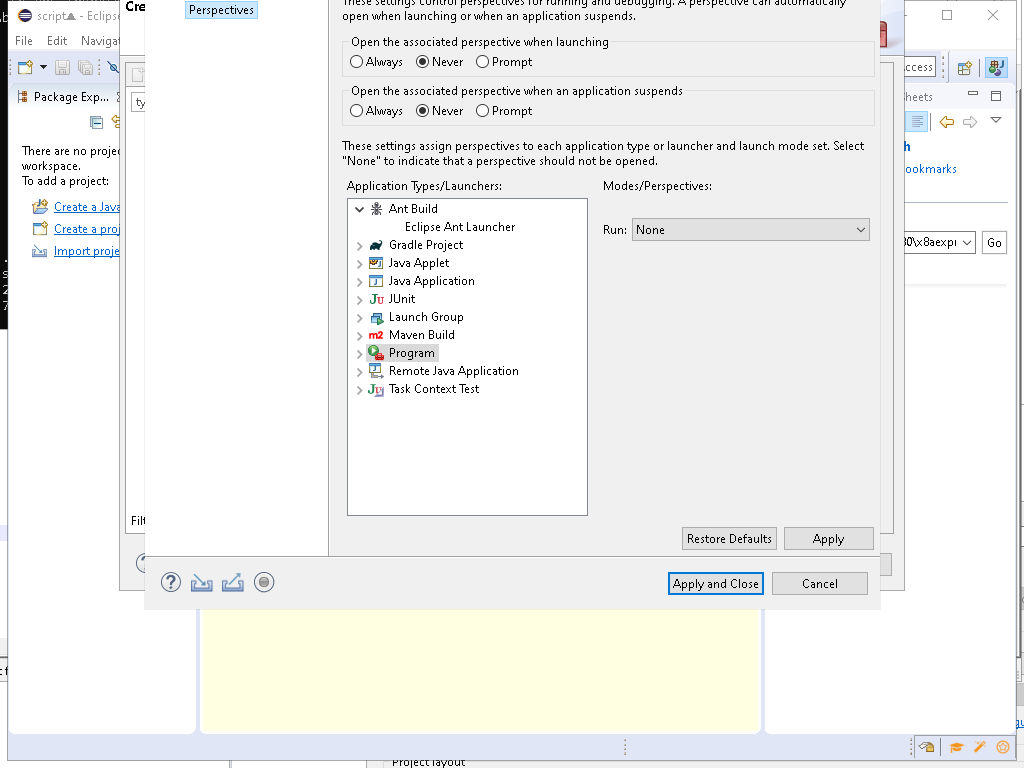 script▲ - Eclips
File Edit Navigat
Cre
Perspectives
These settings control perspectives for running and debugging. A perspective can automatically
open when launching or when an application suspends.
Open the associated perspective when launching
Always Never Prompt
Open the associated perspective when an application suspends
Always Never Prompt
These settings assign perspectives to each application type or launcher and launch mode set. Select
"None" to indicate that a perspective should not be opened.
Application Types/Launchers:
Modes/Perspectives:
Ant Build
Eclipse Ant Launcher
Gradle Project
Java Applet
Java Application
JUnit
Launch Group
Maven Build
Program
Remote Java Application
Task Context Test
Run: None
Restore Defaults Apply
Apply and Close Cancel
Package Exp...
There are no proje
workspace.
To add a project:
Create a Java
Create a proj
Import proje
ty
Filt
ccess
heets
h
ookmarks
Go
Project layout